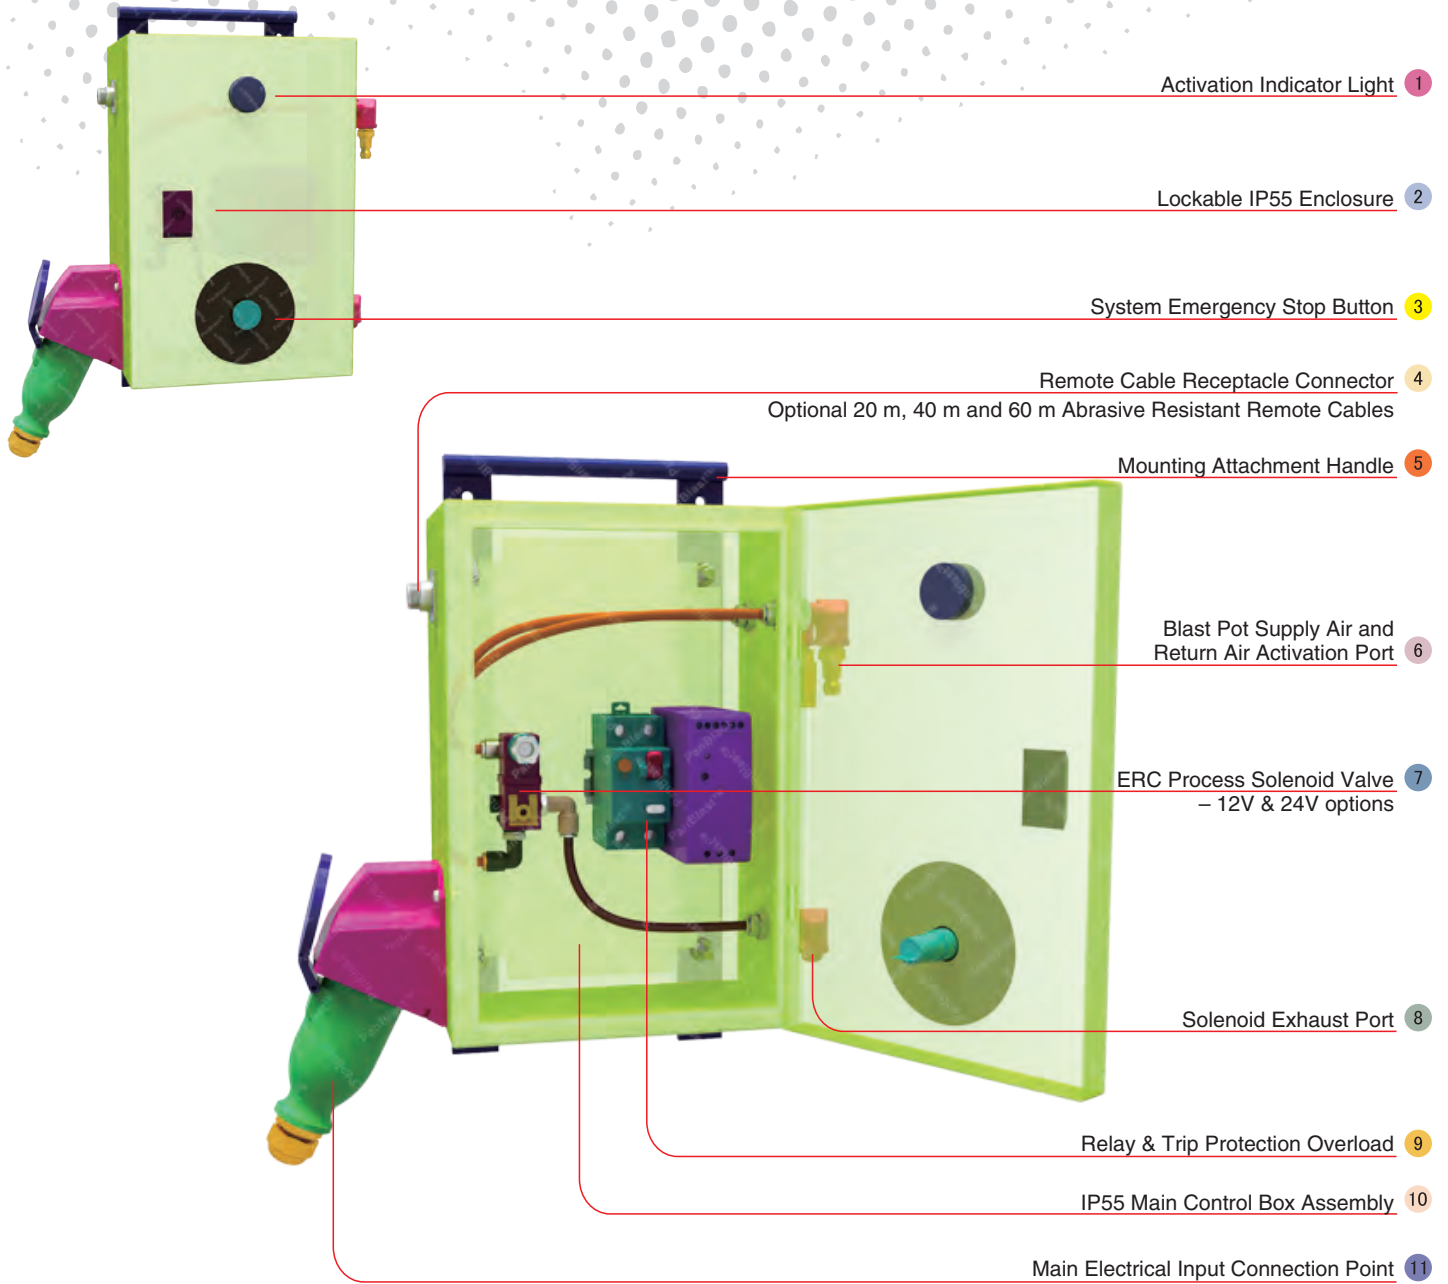 Activation Indicator Light 1
Lockable IP55 Enclosure 2
System Emergency Stop Button 3
Remote Cable Receptacle Connector 4
Optional 20 m, 40 m and 60 m Abrasive Resistant Remote Cables
Mounting Attachment Handle 5
Blast Pot Supply Air and
Return Air Activation Port 6
ERC Process Solenoid Valve 7
– 12V & 24V options
Solenoid Exhaust Port 8
Relay & Trip Protection Overload 9
IP55 Main Control Box Assembly 10
Main Electrical Input Connection Point 11